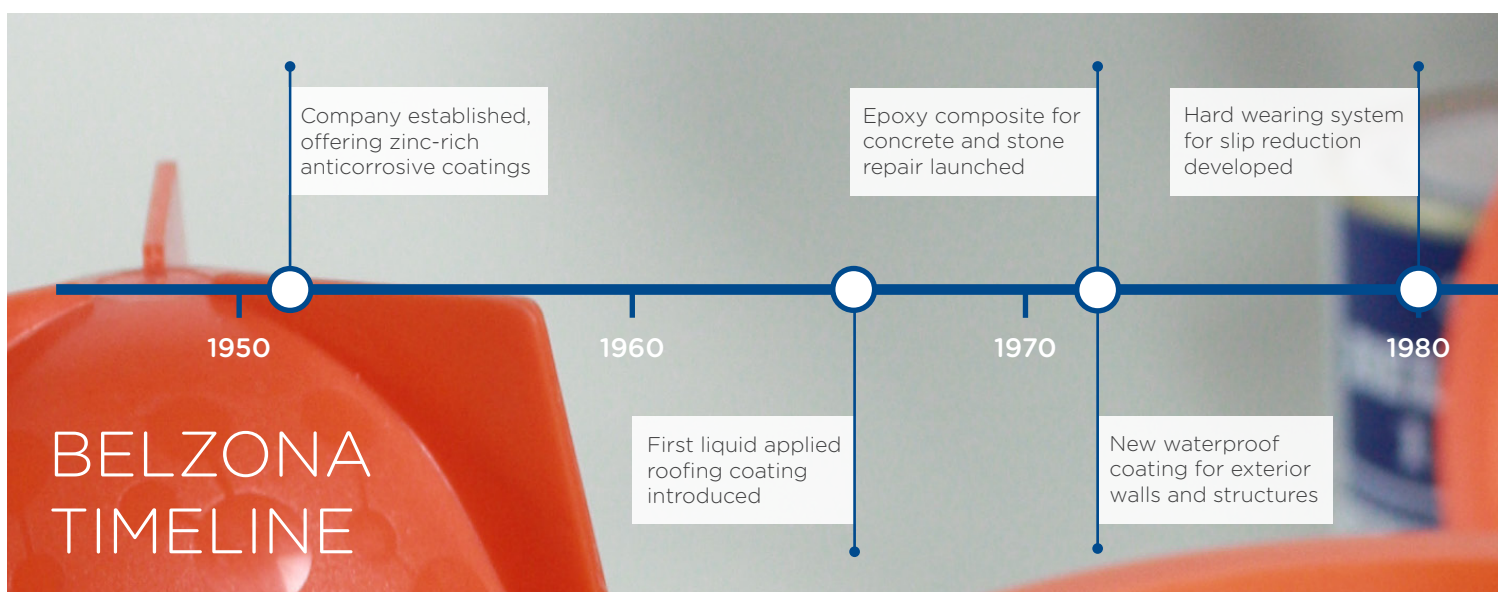 Company established,
offering zinc-rich
anticorrosive coatings
Epoxy composite for
concrete and stone
repair launched
Hard wearing system
for slip reduction
developed
1950
1960
1970
1980
First liquid applied
roofing coating
introduced
New waterproof
coating for exterior
walls and structures
BELZONA
TIMELINE